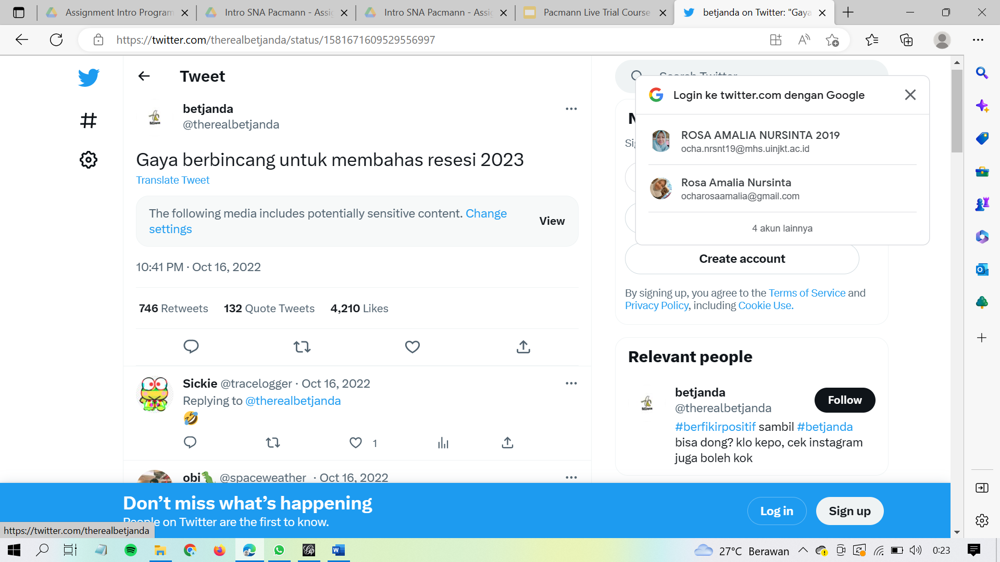 Assignment Intro Program
Intro SNA Pacmann - Assig
Intro SNA Pacmann - Assig
Pacmann Live Trial Course
betjanda on Twitter: "Gaya
https://twitter.com/therealbetjanda/status/1581671609529556997
Tweet
betjanda
@therealbetjanda
Gaya berbincang untuk membahas resesi 2023
Translate Tweet
The following media includes potentially sensitive content. Change
settings
View
10:41 PM · Oct 16, 2022
746 Retweets 132 Quote Tweets 4,210 Likes
Sickie @tracelogger · Oct 16, 2022
Replying to @therealbetjanda
🤣
1
obi🦖 @spaceweather_ · Oct 16, 2022
Search Twitter
Login ke twitter.com dengan Google
ROSA AMALIA NURSINTA 2019
ocha.nrsnt19@mhs.uinjkt.ac.id
Rosa Amalia Nursinta
ocharosaamalia@gmail.com
4 akun lainnya
Create account
By signing up, you agree to the Terms of Service and
Privacy Policy, including Cookie Use.
Relevant people
betjanda
@therealbetjanda
Follow
#berfikirpositif sambil #betjanda
bisa dong? klo kepo, cek instagram
juga boleh kok
Don’t miss what’s happening
People on Twitter are the first to know.
Log in
Sign up
https://twitter.com/therealbetjanda
27°C Berawan
0:23